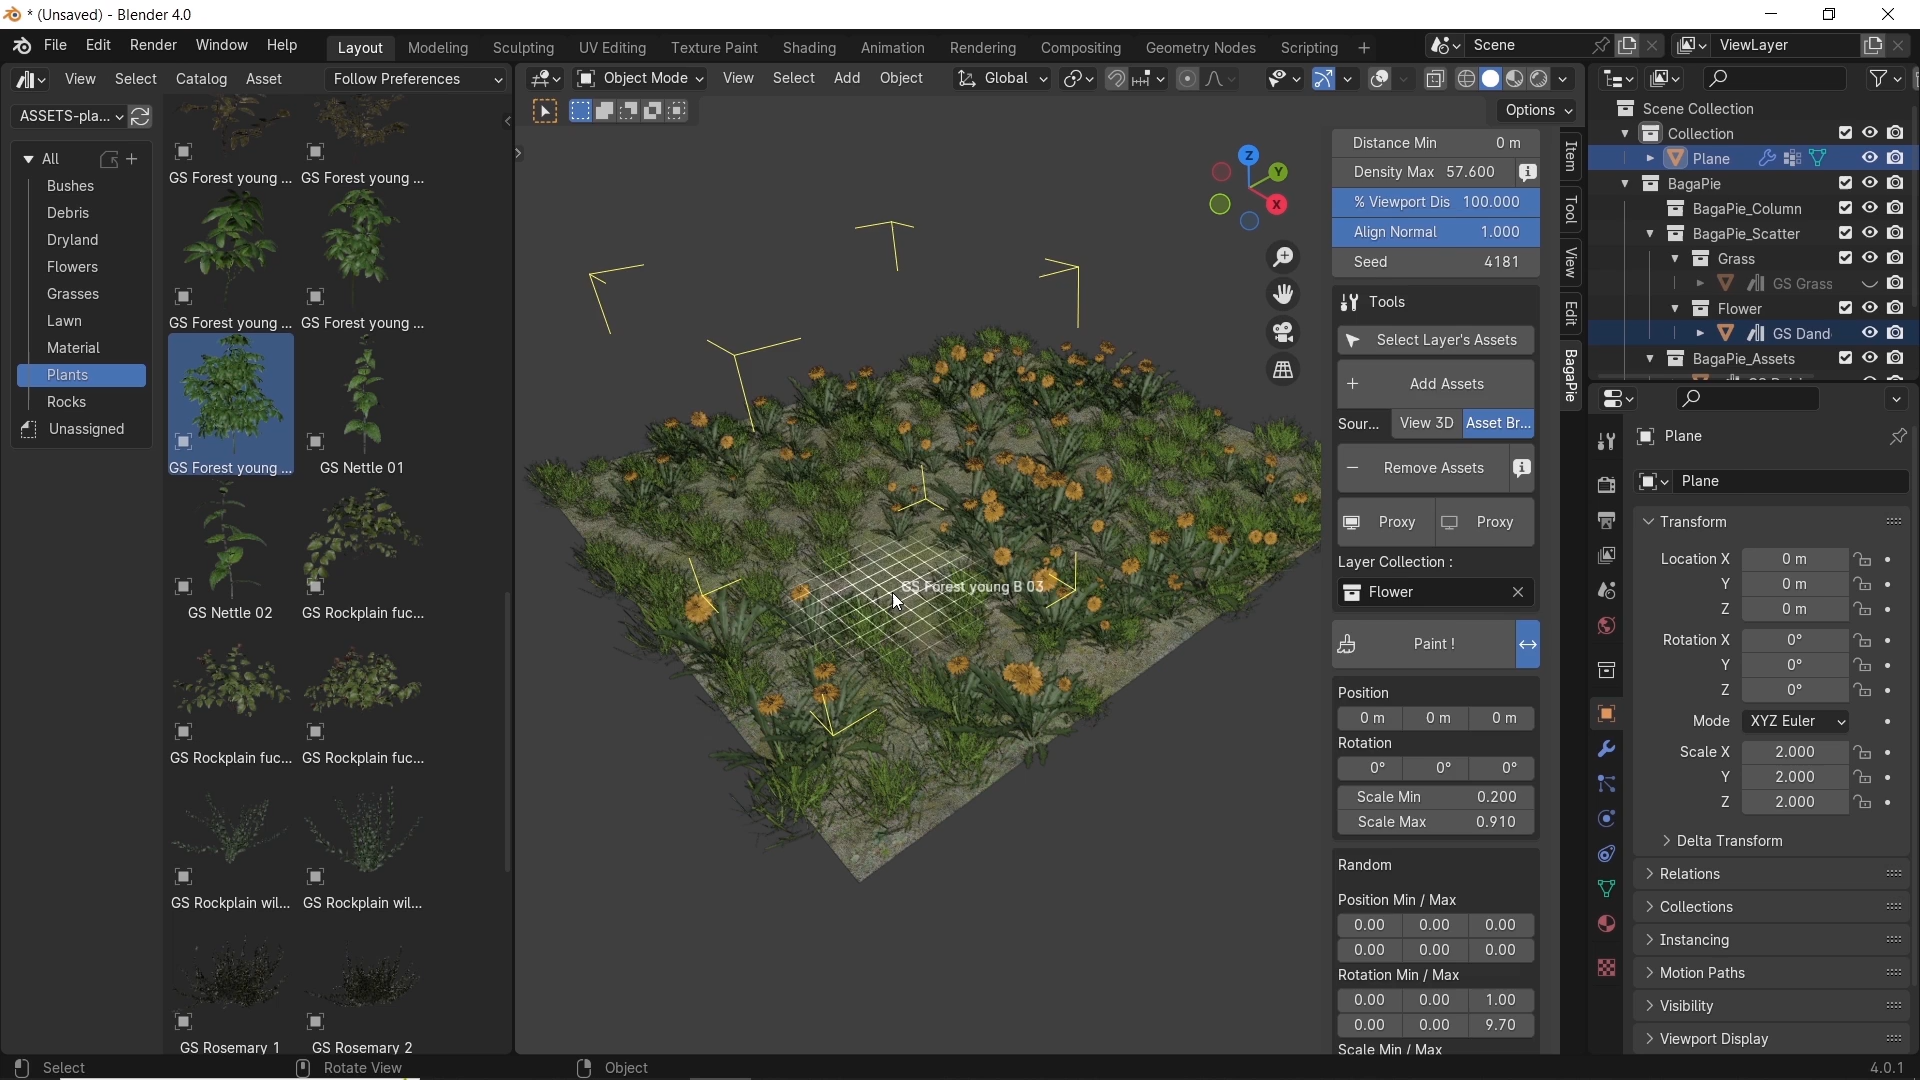 * (Unsaved) - Blender 4.0
File Edit Render Window Help Layout Modeling Sculpting UV Editing Texture Paint Shading Animation Rendering Compositing Geometry Nodes Scripting + Scene ViewLayer
View Select Catalog Asset Follow Preferences
Object Mode View Select Add Object Global
ASSETS-pla...
Options
All
Bushes
Debris
Dryland
Flowers
Grasses
Lawn
Material
Plants
Rocks
Unassigned
GS Forest young ... GS Forest young ...
GS Forest young ... GS Forest young ...
GS Forest young ... GS Nettle 01
GS Nettle 02 GS Rockplain fuc...
GS Rockplain fuc... GS Rockplain fuc...
GS Rockplain wil... GS Rockplain wil...
GS Rosemary 1 GS Rosemary 2
GS Forest young B 03
Z
Y
X
Distance Min 0 m
Density Max 57.600
% Viewport Dis 100.000
Align Normal 1.000
Seed 4181
Tools
Select Layer's Assets
Add Assets
Sour... View 3D Asset Br...
Remove Assets
Proxy Proxy
Layer Collection :
Flower
Paint !
Position
0 m 0 m 0 m
Rotation
0° 0° 0°
Scale Min 0.200
Scale Max 0.910
Random
Position Min / Max
0.00 0.00 0.00
0.00 0.00 0.00
Rotation Min / Max
0.00 0.00 1.00
0.00 0.00 9.70
Scale Min / Max
Item
Tool
View
Edit
BagaPie
Scene Collection
Collection
Plane
BagaPie
BagaPie_Column
BagaPie_Scatter
Grass
GS Grass
Flower
GS Dand
BagaPie_Assets
Plane
Plane
Transform
Location X 0 m
Y 0 m
Z 0 m
Rotation X 0°
Y 0°
Z 0°
Mode XYZ Euler
Scale X 2.000
Y 2.000
Z 2.000
Delta Transform
Relations
Collections
Instancing
Motion Paths
Visibility
Viewport Display
Select Rotate View Object 4.0.1